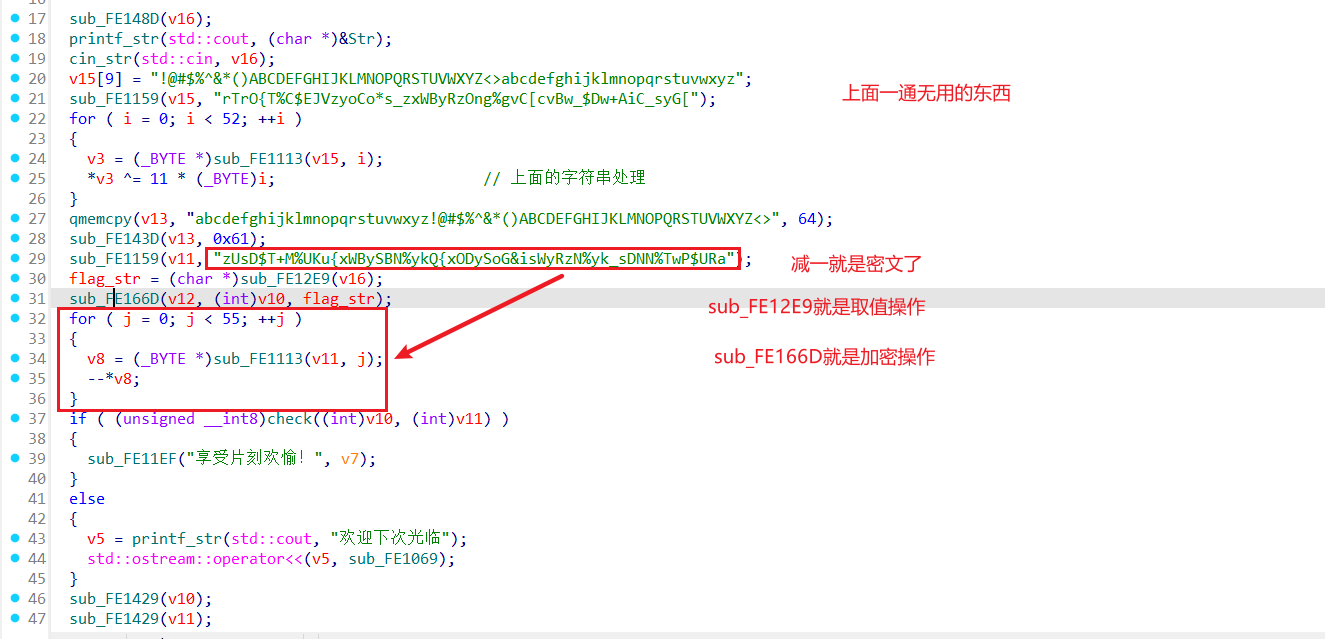 17 sub_FE148D(v16);
18 printf_str(std::cout, (char *)&Str);
19 cin_str(std::cin, v16);
20 v15[9] = "!@#$%^&*()ABCDEFGHIJKLMNOPQRSTUVWXYZ<>abcdefghijklmnopqrstuvwxyz";
21 sub_FE1159(v15, "rTrO{T%C$EJVzyoCo*s_zxWByRzOng%gvC[cvBw_$Dw+AiC_syG[");
上面一通无用的东西
22 for ( i = 0; i < 52; ++i )
23 {
24 v3 = (_BYTE *)sub_FE1113(v15, i);
25 *v3 ^= 11 * (_BYTE)i; // 上面的字符串处理
26 }
27 qmemcpy(v13, "abcdefghijklmnopqrstuvwxyz!@#$%^&*()ABCDEFGHIJKLMNOPQRSTUVWXYZ<>", 64);
28 sub_FE143D(v13, 0x61);
29 sub_FE1159(v11, "zUsD$T+M%UKu{xWBySBN%ykQ{xODySoG&isWyRzN%yk_sDNN%TwP$URa");
减一就是密文了
30 flag_str = (char *)sub_FE12E9(v16);
31 sub_FE166D(v12, (int)v10, flag_str);
sub_FE12E9就是取值操作
32 for ( j = 0; j < 55; ++j )
33 {
34 v8 = (_BYTE *)sub_FE1113(v11, j);
sub_FE166D就是加密操作
35 --*v8;
36 }
37 if ( (unsigned __int8)check((int)v10, (int)v11) )
38 {
39 sub_FE11EF("享受片刻欢愉! ", v7);
40 }
41 else
42 {
43 v5 = printf_str(std::cout, "欢迎下次光临");
44 std::ostream::operator<<(v5, sub_FE1069);
45 }
46 sub_FE1429(v10);
47 sub_FE1429(v11);